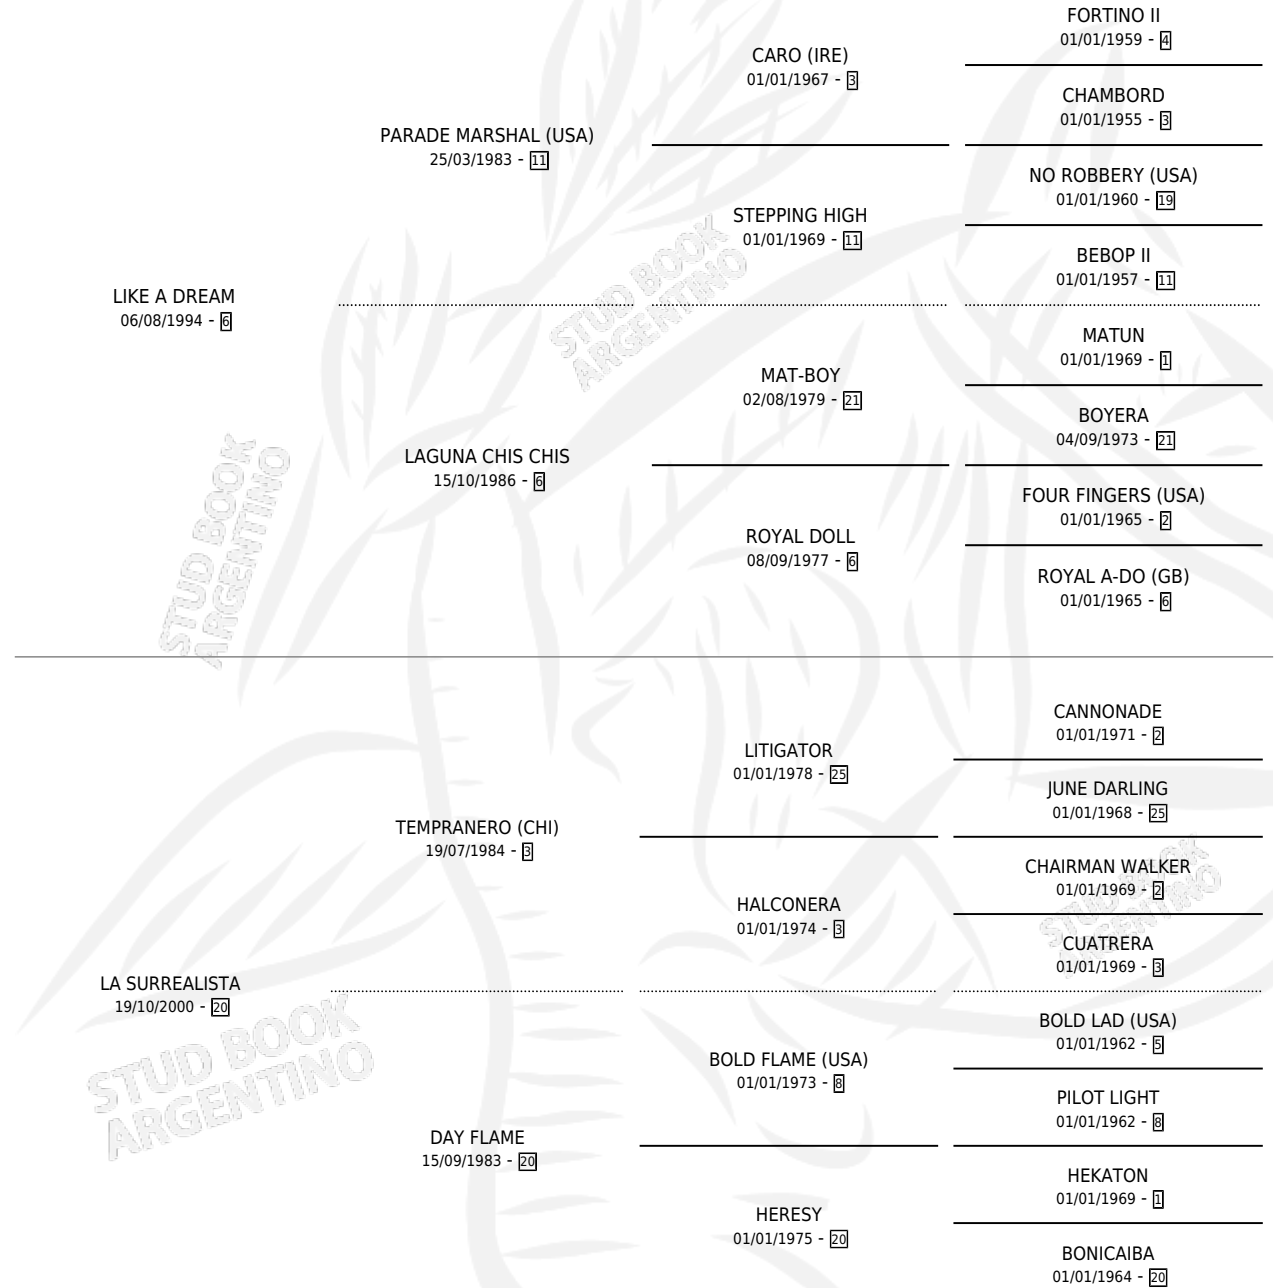 FORTINO II
01/01/1959 - 4
CARO (IRE)
01/01/1967 - 3
CHAMBORD
01/01/1955 - 3
PARADE MARSHAL (USA)
25/03/1983 - 11
NO ROBBERY (USA)
01/01/1960 - 19
STEPPING HIGH
01/01/1969 - 11
BEBOP II
01/01/1957 - 11
LIKE A DREAM
06/08/1994 - 6
MATUN
01/01/1969 - 1
MAT-BOY
02/08/1979 - 21
BOYERA
04/09/1973 - 21
LAGUNA CHIS CHIS
15/10/1986 - 6
FOUR FINGERS (USA)
01/01/1965 - 2
ROYAL DOLL
08/09/1977 - 6
ROYAL A-DO (GB)
01/01/1965 - 6
CANNONADE
01/01/1971 - 2
LITIGATOR
01/01/1978 - 25
JUNE DARLING
01/01/1968 - 25
TEMPRANERO (CHI)
19/07/1984 - 3
CHAIRMAN WALKER
01/01/1969 - 2
HALCONERA
01/01/1974 - 3
CUATRERA
01/01/1969 - 3
LA SURREALISTA
19/10/2000 - 20
BOLD LAD (USA)
01/01/1962 - 5
BOLD FLAME (USA)
01/01/1973 - 8
PILOT LIGHT
01/01/1962 - 8
DAY FLAME
15/09/1983 - 20
HEKATON
01/01/1969 - 1
HERESY
01/01/1975 - 20
BONICAIBA
01/01/1964 - 20
STUD BOOK
ARGENTINO
STUD BOOK
ARGENTINO
STUD BOOK
ARGENTINO
STUD BOOK
ARGENTINO